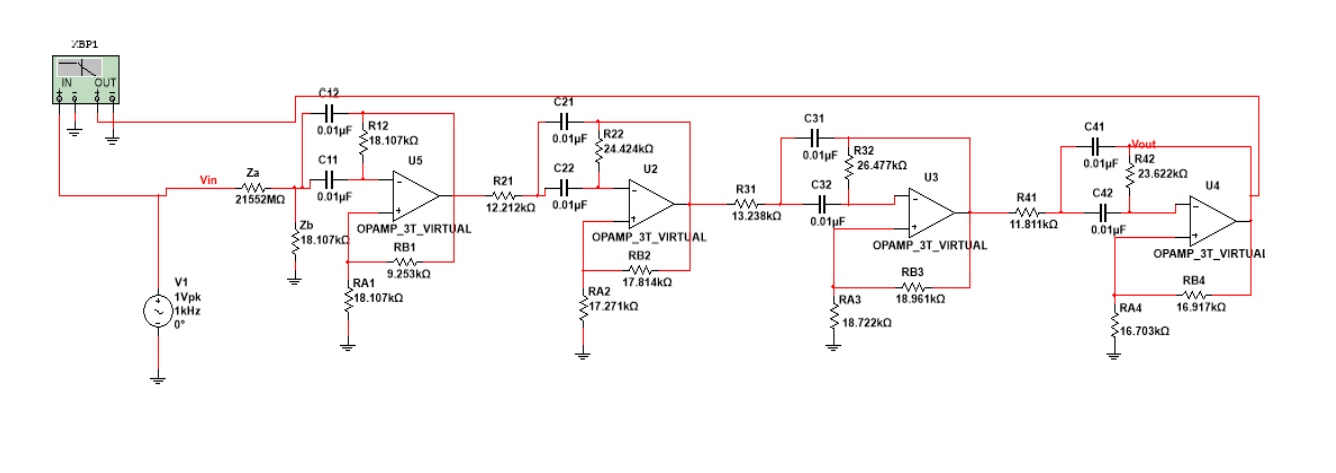 XBP1
IN OUT
C12
0.01µF
R12
18.107kΩ
C11
0.01µF
U5
Za
21552MΩ
Vin
Zb
18.107kΩ
OPAMP_3T_VIRTUAL
RB1
9.253kΩ
RA1
18.107kΩ
V1
1Vpk
1kHz
0°
C21
0.01µF
R22
24.424kΩ
C22
0.01µF
U2
R21
12.212kΩ
OPAMP_3T_VIRTUAL
RB2
17.814kΩ
RA2
17.271kΩ
C31
0.01µF
R32
26.477kΩ
C32
0.01µF
U3
R31
13.238kΩ
OPAMP_3T_VIRTUAL
RB3
18.961kΩ
RA3
18.722kΩ
C41
0.01µF
Vout
R42
23.622kΩ
C42
0.01µF
U4
R41
11.811kΩ
OPAMP_3T_VIRTUAL
RB4
16.917kΩ
RA4
16.703kΩ